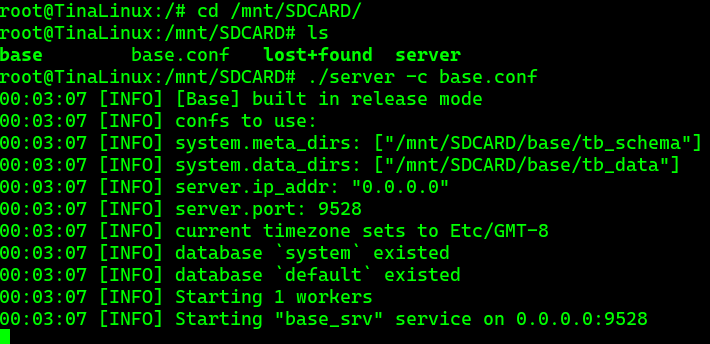 root@TinaLinux:/# cd /mnt/SDCARD/
root@TinaLinux:/mnt/SDCARD# ls
base        base.conf   lost+found  server
root@TinaLinux:/mnt/SDCARD# ./server -c base.conf
00:03:07 [INFO] [Base] built in release mode
00:03:07 [INFO] confs to use:
00:03:07 [INFO] system.meta_dirs: ["/mnt/SDCARD/base/tb_schema"]
00:03:07 [INFO] system.data_dirs: ["/mnt/SDCARD/base/tb_data"]
00:03:07 [INFO] server.ip_addr: "0.0.0.0"
00:03:07 [INFO] server.port: 9528
00:03:07 [INFO] current timezone sets to Etc/GMT-8
00:03:07 [INFO] database `system` existed
00:03:07 [INFO] database `default` existed
00:03:07 [INFO] Starting 1 workers
00:03:07 [INFO] Starting "base_srv" service on 0.0.0.0:9528